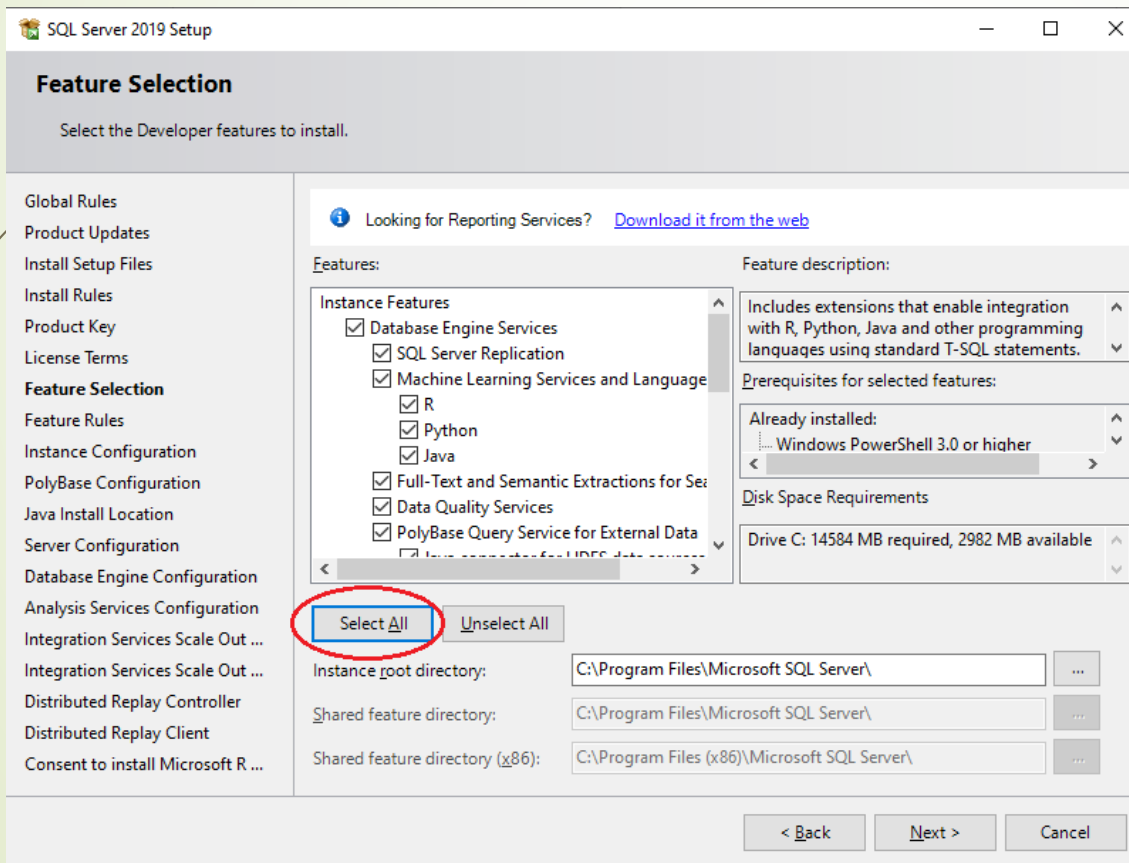 SQL Server 2019 Setup
Feature Selection
Select the Developer features to install.
Global Rules
Product Updates
Install Setup Files
Install Rules
Product Key
License Terms
Feature Selection
Feature Rules
Instance Configuration
PolyBase Configuration
Java Install Location
Server Configuration
Database Engine Configuration
Analysis Services Configuration
Integration Services Scale Out ...
Integration Services Scale Out ...
Distributed Replay Controller
Distributed Replay Client
Consent to install Microsoft R ...
Looking for Reporting Services? Download it from the web
Features:
Instance Features
Database Engine Services
SQL Server Replication
Machine Learning Services and Language
R
Python
Java
Full-Text and Semantic Extractions for Sea
Data Quality Services
PolyBase Query Service for External Data
Java connector for HDFS data sources
Feature description:
Includes extensions that enable integration
with R, Python, Java and other programming
languages using standard T-SQL statements.
Prerequisites for selected features:
Already installed:
Windows PowerShell 3.0 or higher
Disk Space Requirements
Drive C: 14584 MB required, 2982 MB available
Select All
Unselect All
Instance root directory:
C:\Program Files\Microsoft SQL Server\
...
Shared feature directory:
C:\Program Files\Microsoft SQL Server\
...
Shared feature directory (x86):
C:\Program Files (x86)\Microsoft SQL Server\
...
< Back
Next >
Cancel